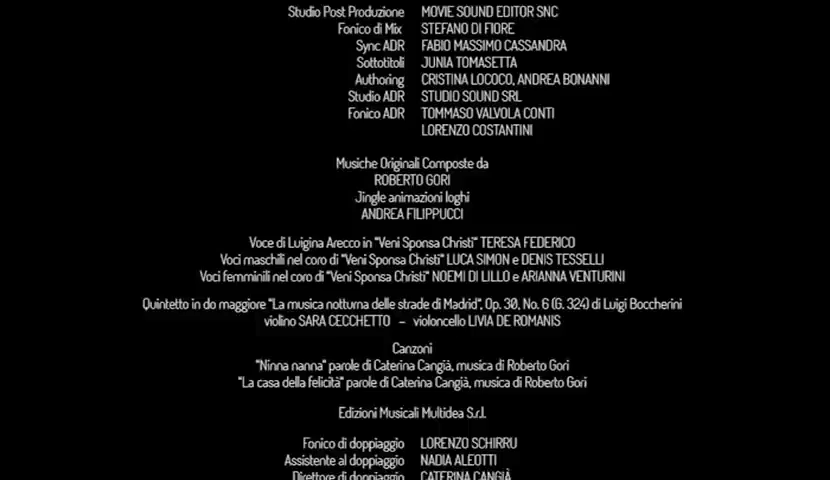 Studio Post Produzione MOVIE SOUND EDITOR SNC
Fonico di Mix STEFANO DI FIORE
Sync ADR FABIO MASSIMO CASSANDRA
Sottotitoli JUNIA TOMASETTA
Authoring CRISTINA LOCOCO, ANDREA BONANNI
Studio ADR STUDIO SOUND SRL
Fonico ADR TOMMASO VALVOLA CONTI
LORENZO COSTANTINI
Musiche Originali Composte da
ROBERTO GORI
Jingle animazioni loghi
ANDREA FILIPPUCCI
Voce di Luigina Arecco in "Veni Sponsa Christi" TERESA FEDERICO
Voci maschili nel coro di "Veni Sponsa Christi" LUCA SIMON e DENIS TESSELLI
Voci femminili nel coro di "Veni Sponsa Christi" NOEMI DI LILLO e ARIANNA VENTURINI
Quintetto in do maggiore "La musica notturna delle strade di Madrid", Op. 30, No. 6 (G. 324) di Luigi Boccherini
violino SARA CECCHETTO – violoncello LIVIA DE ROMANIS
Canzoni
"Ninna nanna" parole di Caterina Cangià, musica di Roberto Gori
"La casa della felicità" parole di Caterina Cangià, musica di Roberto Gori
Edizioni Musicali Multidea S.r.l.
Fonico di doppiaggio LORENZO SCHIRRU
Assistente al doppiaggio NADIA ALEOTTI
Direttore di doppiaggio CATERINA CANGIÀ